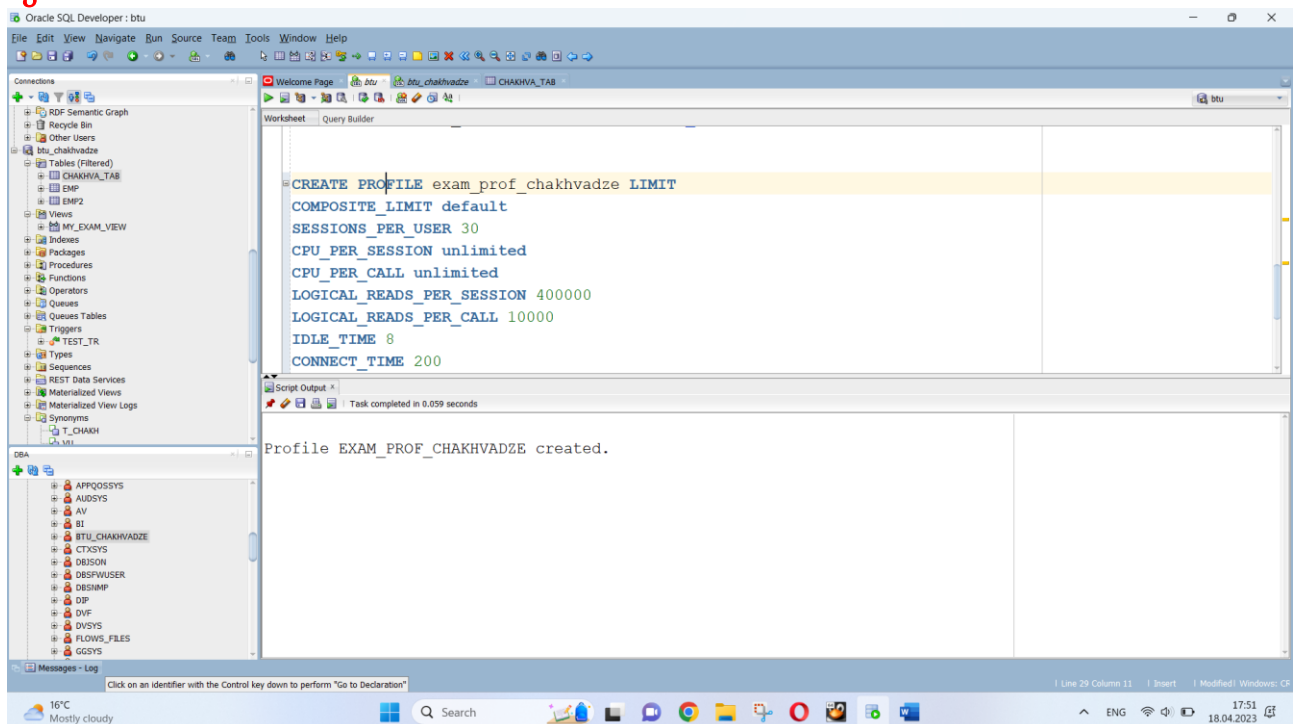 Oracle SQL Developer : btu
File Edit View Navigate Run Source Team Tools Window Help
Connections
Welcome Page btu btu_chakhvadze CHAKHVA_TAB
btu
Worksheet Query Builder
RDF Semantic Graph
Recycle Bin
Other Users
btu_chakhvadze
Tables (Filtered)
CHAKHVA_TAB
EMP
EMP2
Views
MY_EXAM_VIEW
Indexes
Packages
Procedures
Functions
Operators
Queues
Queues Tables
Triggers
TEST_TR
Types
Sequences
REST Data Services
Materialized Views
Materialized View Logs
Synonyms
T_CHAKH
CREATE PROFILE exam_prof_chakhvadze LIMIT
COMPOSITE_LIMIT default
SESSIONS_PER_USER 30
CPU_PER_SESSION unlimited
CPU_PER_CALL unlimited
LOGICAL_READS_PER_SESSION 400000
LOGICAL_READS_PER_CALL 10000
IDLE_TIME 8
CONNECT_TIME 200
Script Output
Task completed in 0.059 seconds
Profile EXAM_PROF_CHAKHVADZE created.
DBA
APPQOSSYS
AUDSYS
AV
BI
BTU_CHAKHVADZE
CTXSYS
DBJSON
DBSFWUSER
DBSNMP
DIP
DVF
DVSYS
FLOWS_FILES
GGSYS
Messages - Log
Click on an identifier with the Control key down to perform "Go to Declaration"
Line 29 Column 11 Insert Modified Windows: CF
16°C
Mostly cloudy
Search
ENG
17:51
18.04.2023